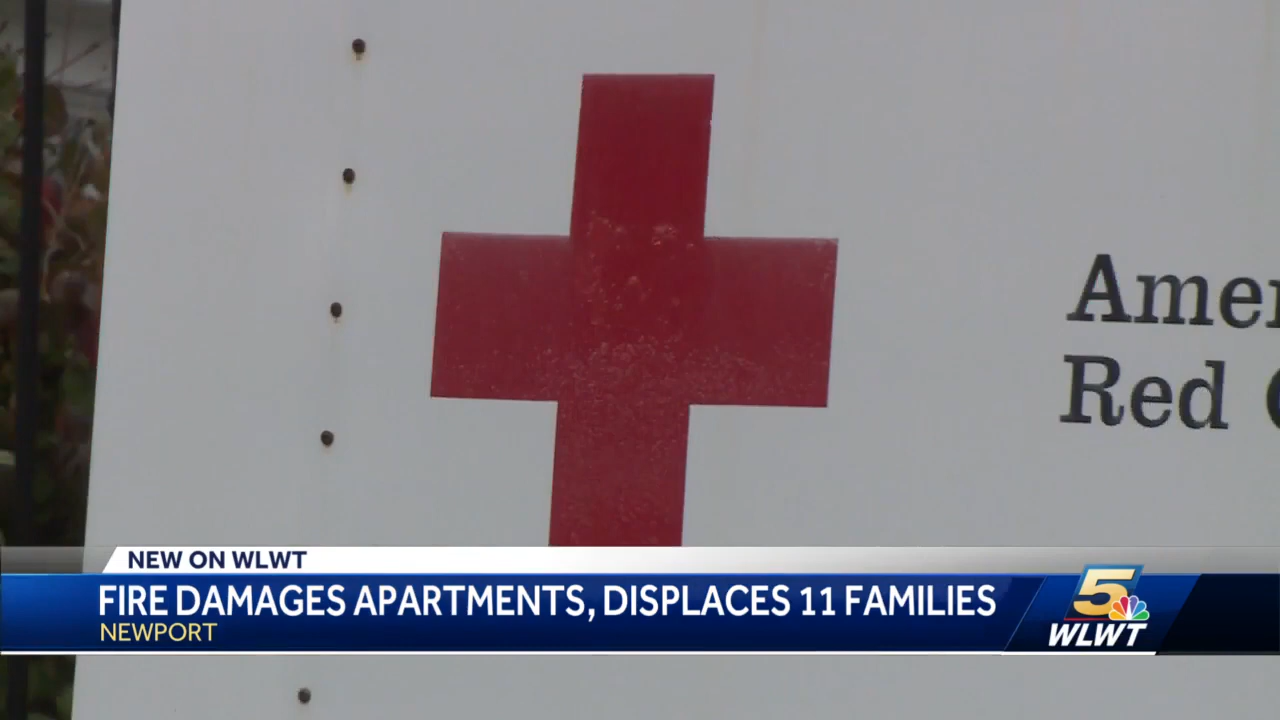 Amer
Red
NEW ON WLWT
FIRE DAMAGES APARTMENTS, DISPLACES 11 FAMILIES
NEWPORT
5
WLWT